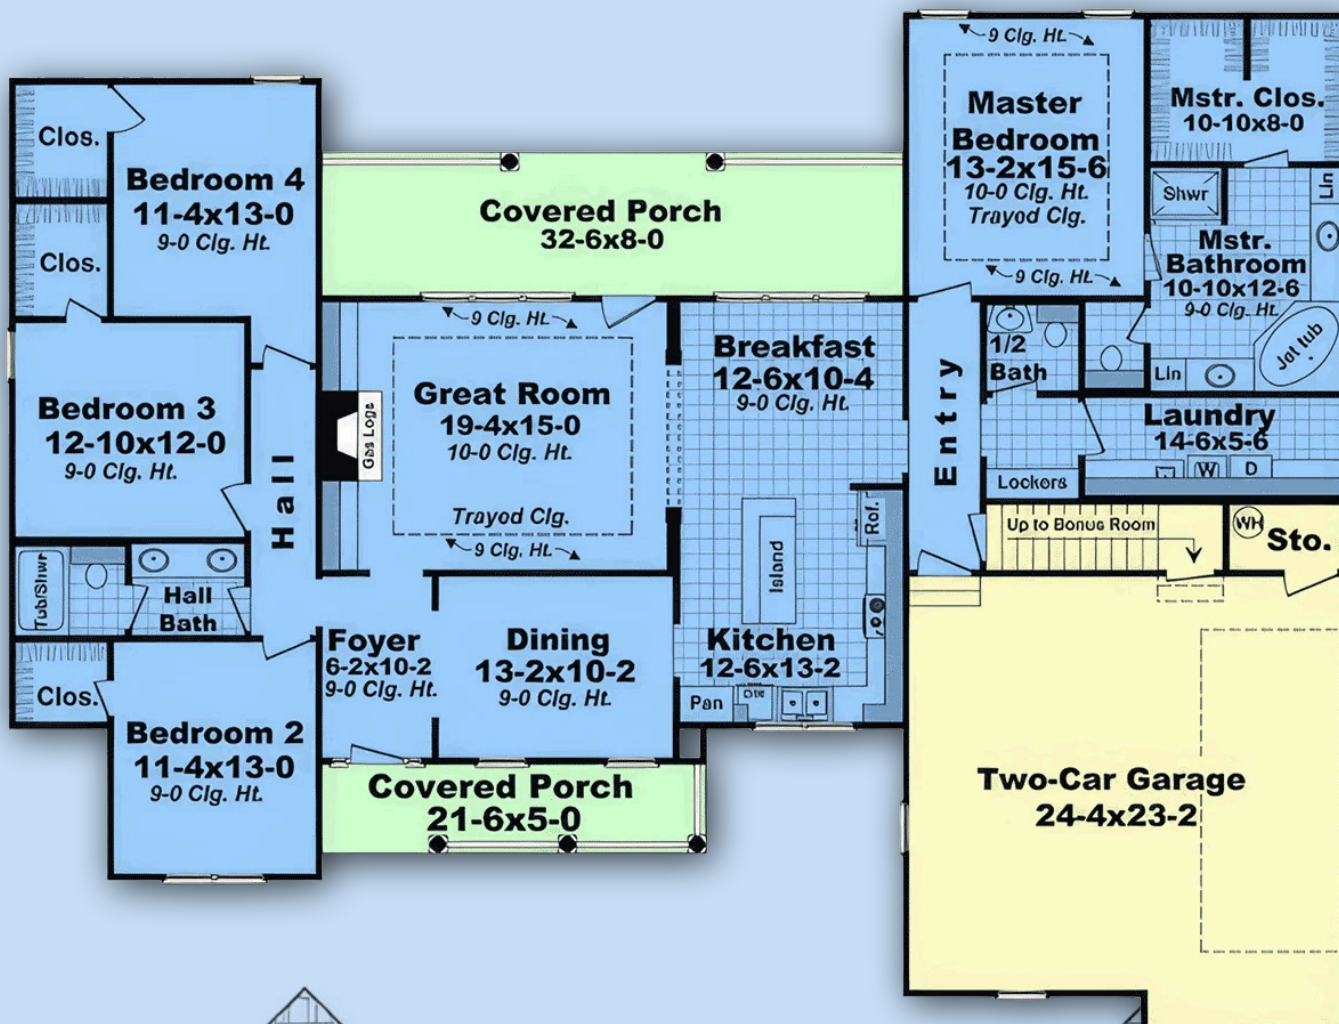 9 Clg. Ht.
Master
Bedroom
13-2x15-6
10-0 Clg. Ht.
Trayod Clg.
9 Clg. Ht.
Mstr. Clos.
10-10x8-0
Lin
Shwr
Mstr.
Bathroom
10-10x12-6
9-0 Clg. Ht.
Jot tub
Lin
Clos.
Bedroom 4
11-4x13-0
9-0 Clg. Ht.
Clos.
Covered Porch
32-6x8-0
9 Clg. Ht.
Great Room
19-4x15-0
10-0 Clg. Ht.
Trayod Clg.
9 Clg. Ht.
Gas Logs
Breakfast
12-6x10-4
9-0 Clg. Ht.
Entry
1/2
Bath
Laundry
14-6x5-6
W
D
Lockers
Bedroom 3
12-10x12-0
9-0 Clg. Ht.
Hall
Island
Ref.
Up to Bonus Room
WH
Sto.
Tub/Shwr
Hall
Bath
Foyer
6-2x10-2
9-0 Clg. Ht.
Dining
13-2x10-2
9-0 Clg. Ht.
Kitchen
12-6x13-2
Pan
Clos.
Bedroom 2
11-4x13-0
9-0 Clg. Ht.
Covered Porch
21-6x5-0
Two-Car Garage
24-4x23-2